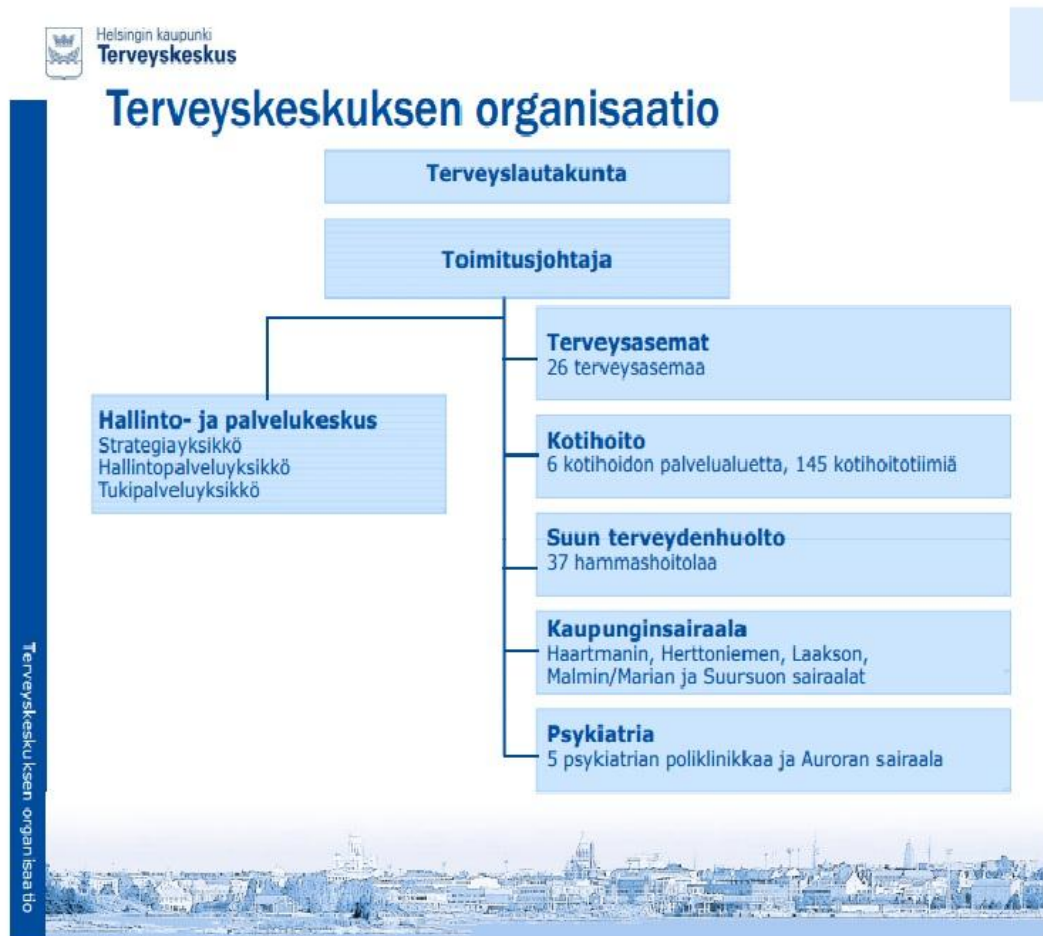 Helsingin kaupunki
Terveyskeskus
Terveyskeskuksen organisaatio
Terveyslautakunta
Toimitusjohtaja
Hallinto- ja palvelukeskus
Strategiayksikkö
Hallintopalveluyksikkö
Tukipalveluyksikkö
Terveysasemat
26 terveysasemaa
Kotihoito
6 kotihoidon palvelualuetta, 145 kotihoitotiimiä
Suun terveydenhuolto
37 hammashoitolaa
Kaupunginsairaala
Haartmanin, Herttoniemen, Laakson,
Malmin/Marian ja Suursuon sairaalat
Psykiatria
5 psykiatrian poliklinikkaa ja Auroran sairaala
Terveyskeskuksen organisaatio